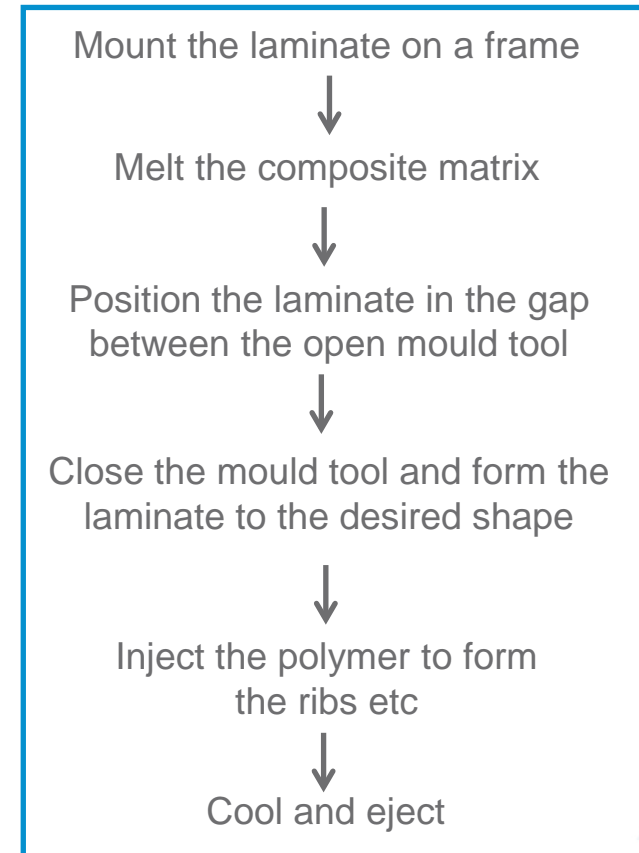 Mount the laminate on a frame
Melt the composite matrix
Position the laminate in the gap
between the open mould tool
Close the mould tool and form the
laminate to the desired shape
Inject the polymer to form
the ribs etc
Cool and eject